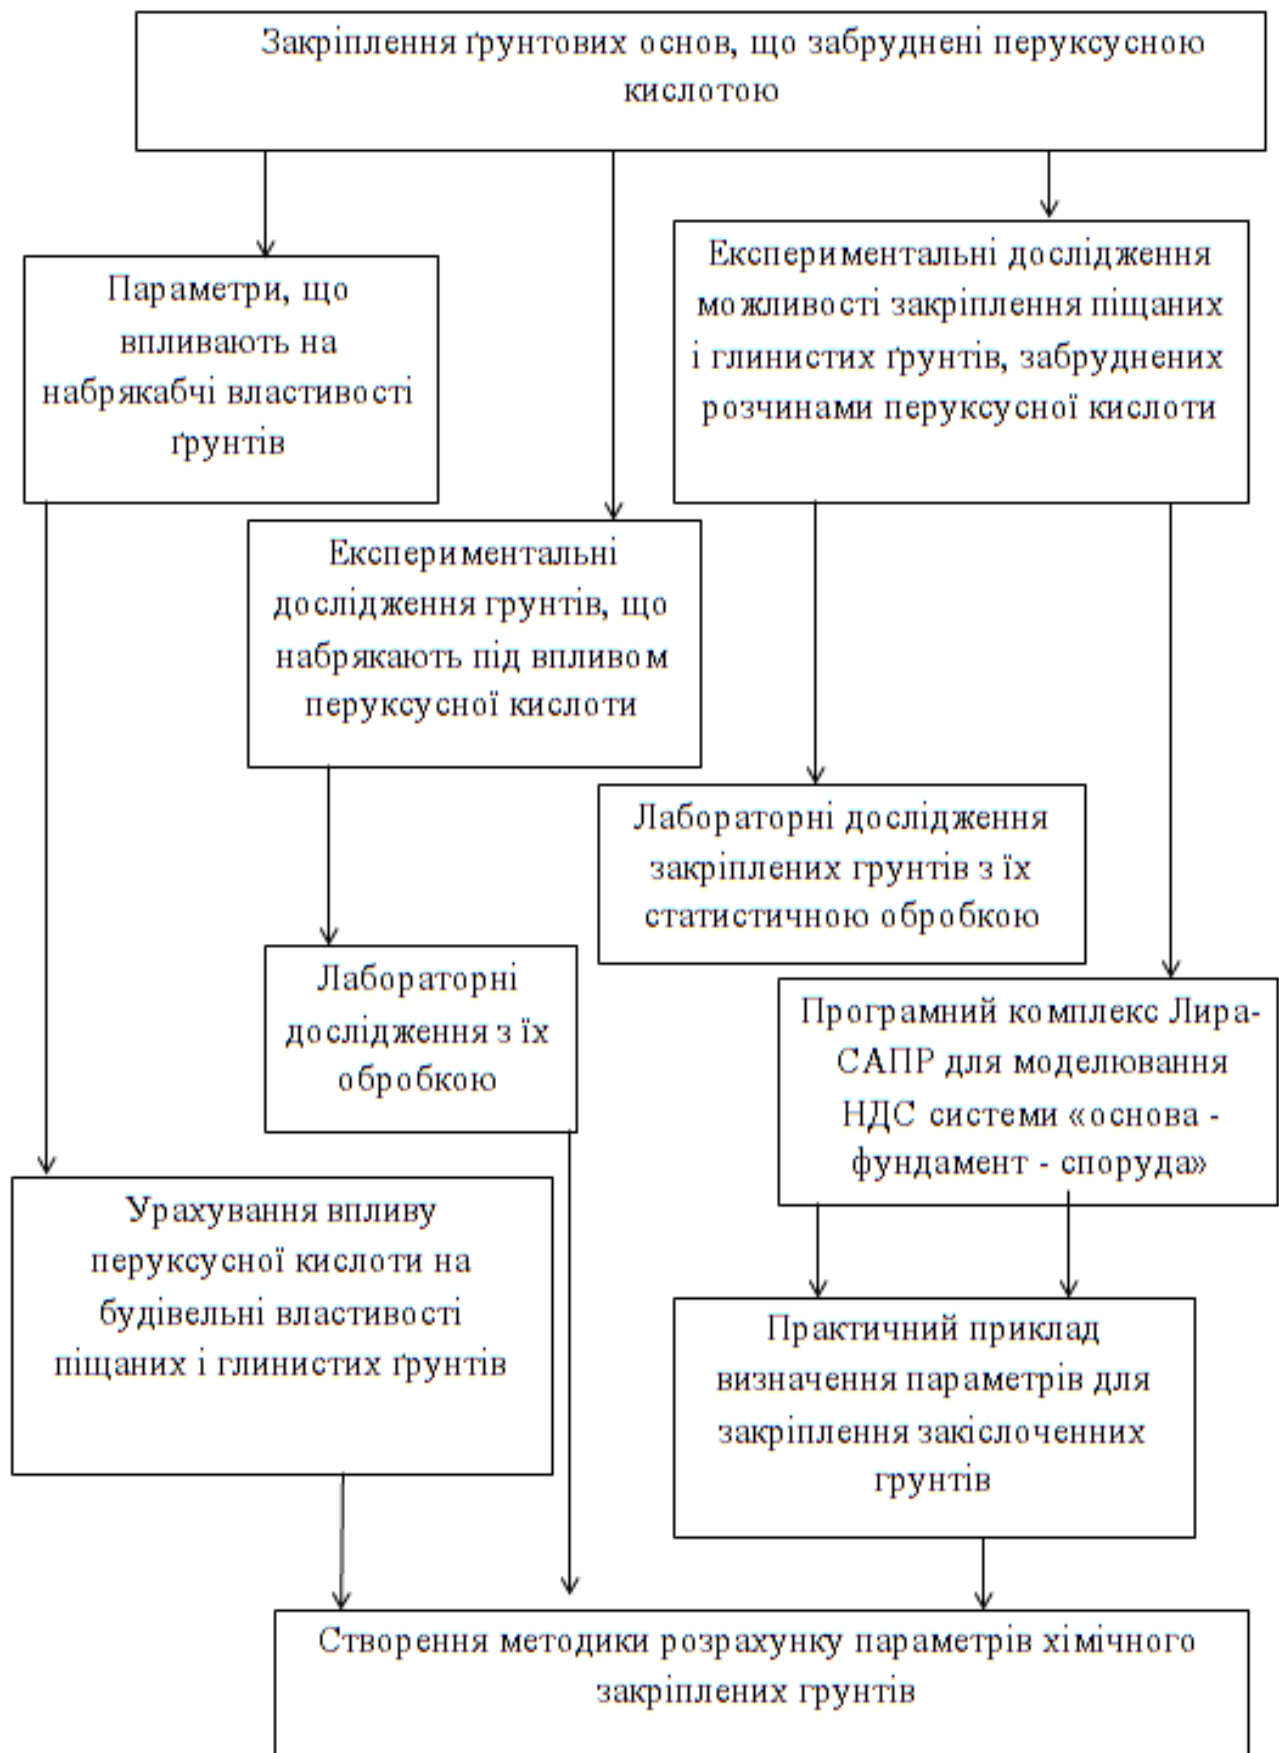 Закріплення ґрунтових основ, що забруднені перуксусною
кислотою
Параметри, що
впливають на
набрякабчі властивості
ґрунтів
Експериментальні дослідження
можливості закріплення піщаних
і глинистих ґрунтів, забруднених
розчинами перуксусної кислоти
Експериментальні
дослідження грунтів, що
набрякають під впливом
перуксусної кислоти
Лабораторні дослідження
закріплених грунтів з їх
статистичною обробкою
Лабораторні
дослідження з їх
обробкою
Програмний комплекс Лира-
САПР для моделювання
НДС системи «основа -
фундамент - споруда»
Урахування впливу
перуксусної кислоти на
будівельні властивості
піщаних і глинистих ґрунтів
Практичний приклад
визначення параметрів для
закріплення закіслоченних
грунтів
Створення методики розрахунку параметрів хімічного
закріплених грунтів